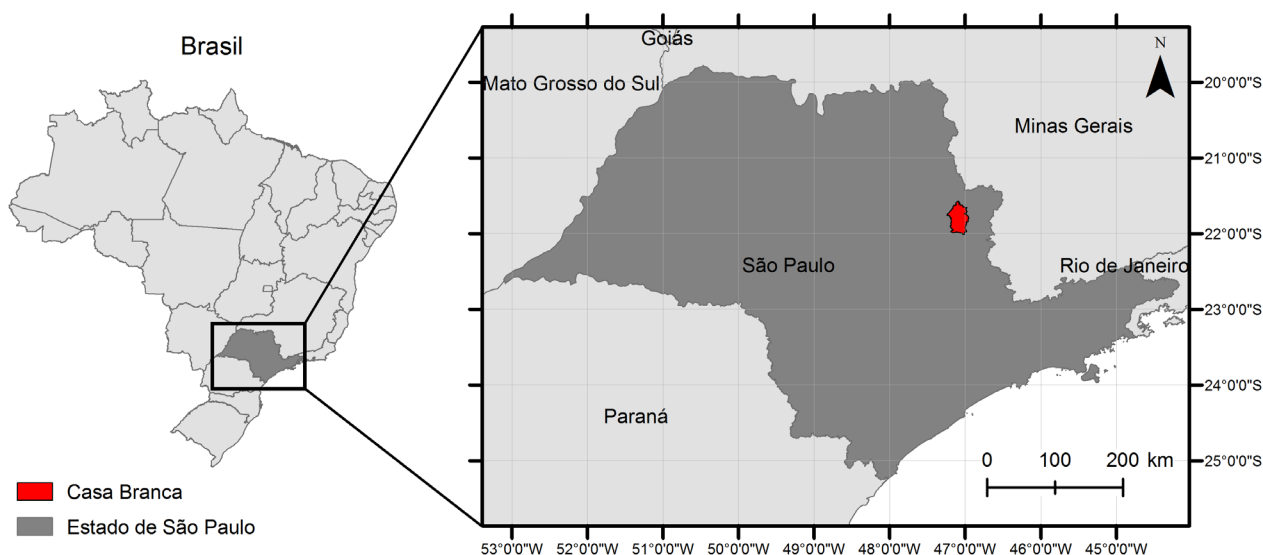 Brasil
Casa Branca
Estado de São Paulo
Goiás
Mato Grosso do Sul
Minas Gerais
São Paulo
Rio de Janeiro
Paraná
N
0 100 200 km
20°0'0"S
21°0'0"S
22°0'0"S
23°0'0"S
24°0'0"S
25°0'0"S
53°0'0"W 52°0'0"W 51°0'0"W 50°0'0"W 49°0'0"W 48°0'0"W 47°0'0"W 46°0'0"W 45°0'0"W